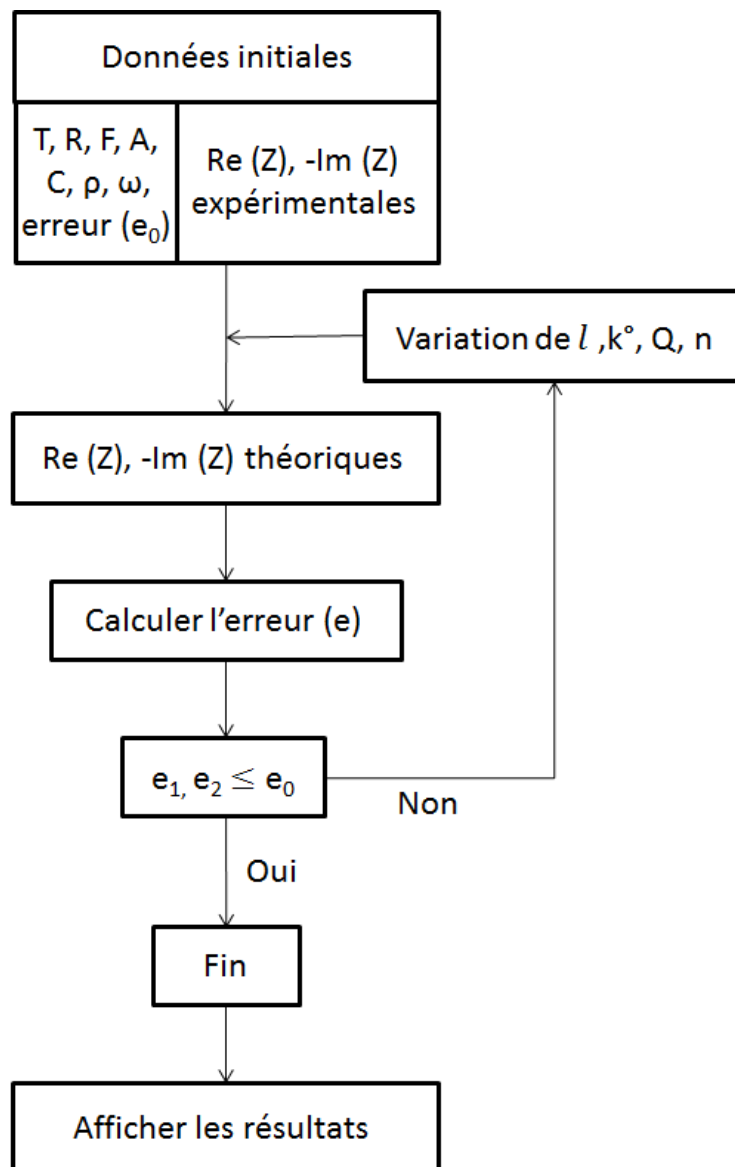 Données initiales
T, R, F, A,
C, ρ, ω,
erreur (e₀)
Re (Z), -Im (Z)
expérimentales
Variation de l ,k°, Q, n
Re (Z), -Im (Z) théoriques
Calculer l’erreur (e)
e₁, e₂ ≤ e₀
Non
Oui
Fin
Afficher les résultats